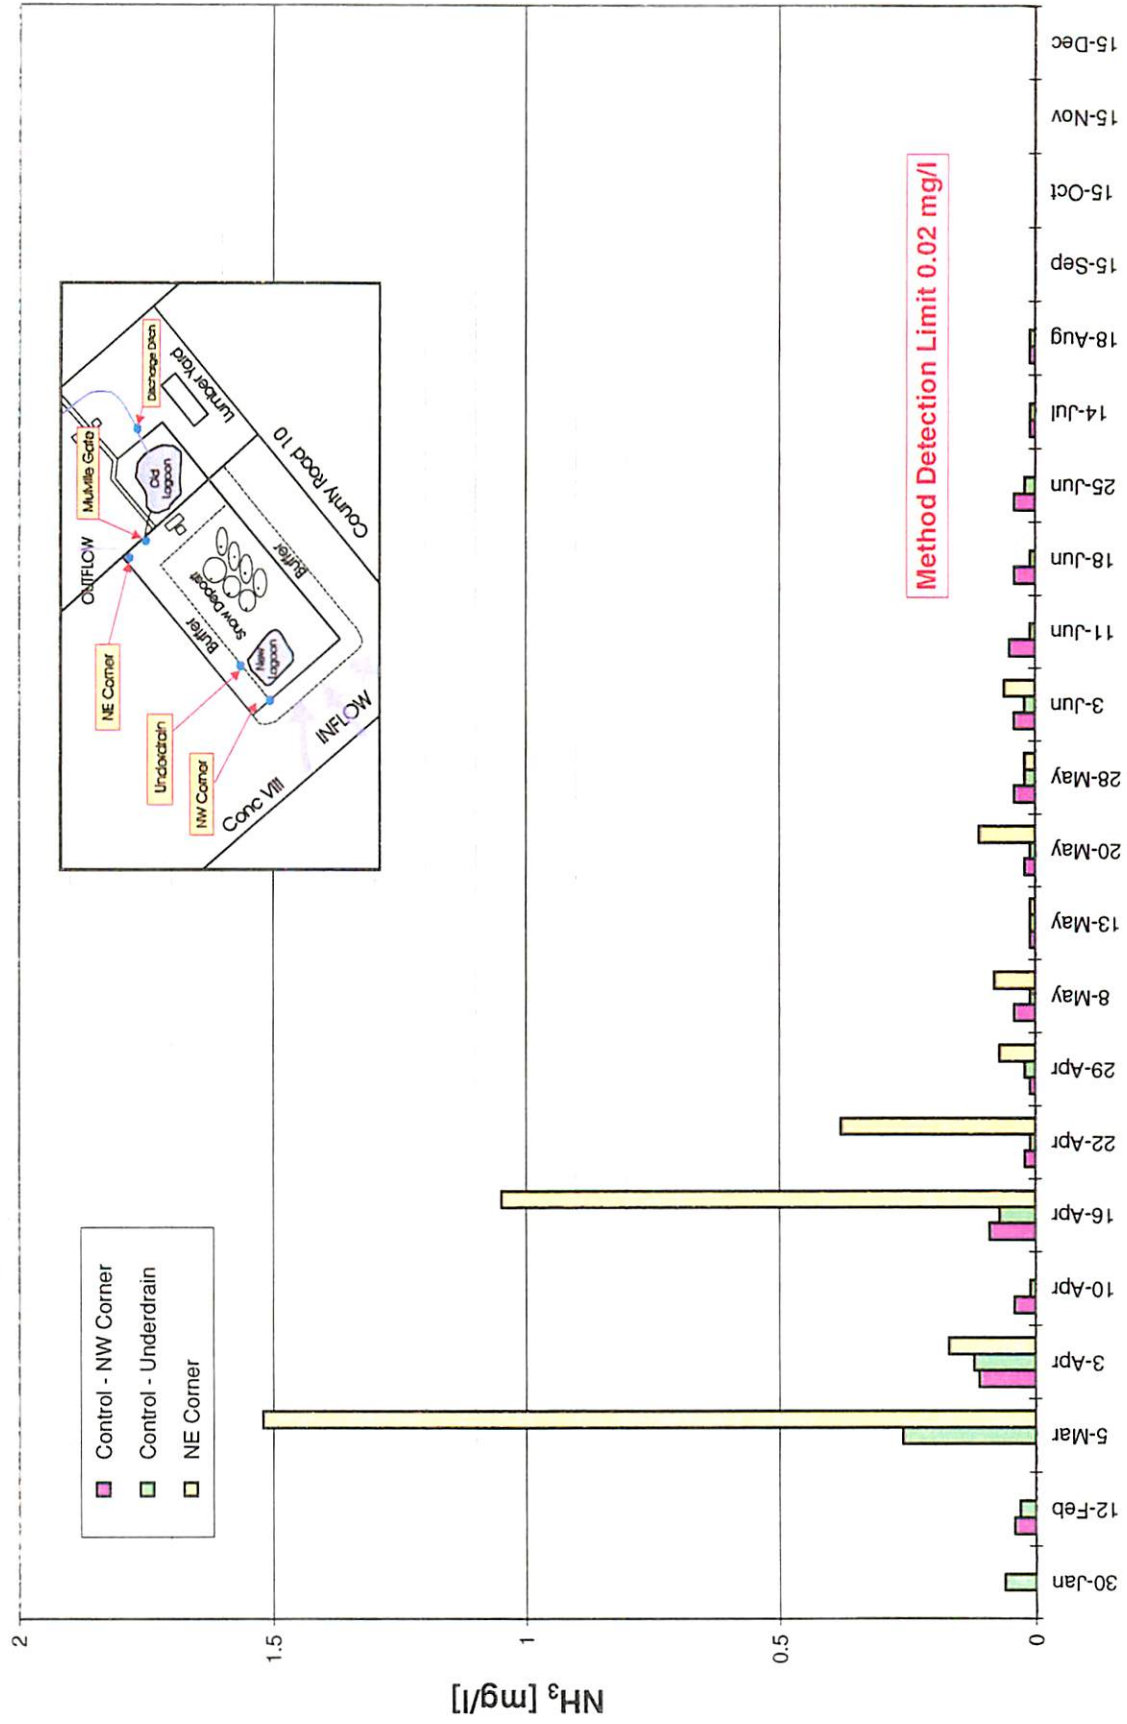 2
1.5
1
0.5
0
NH₃ [mg/l]
Control - NW Corner
Control - Underdrain
NE Corner
OUTFLOW
Mulville Gate
Discharge Ditch
NE Corner
Old
Lagoon
Lumber Yard
Underdrain
Buffer
Snow Deposit
County Road 10
NW Corner
New
Lagoon
Buffer
Conc VIII
INFLOW
Method Detection Limit 0.02 mg/l
30-Jan
12-Feb
5-Mar
3-Apr
10-Apr
16-Apr
22-Apr
29-Apr
8-May
13-May
20-May
28-May
3-Jun
11-Jun
18-Jun
25-Jun
14-Jul
18-Aug
15-Sep
15-Oct
15-Nov
15-Dec